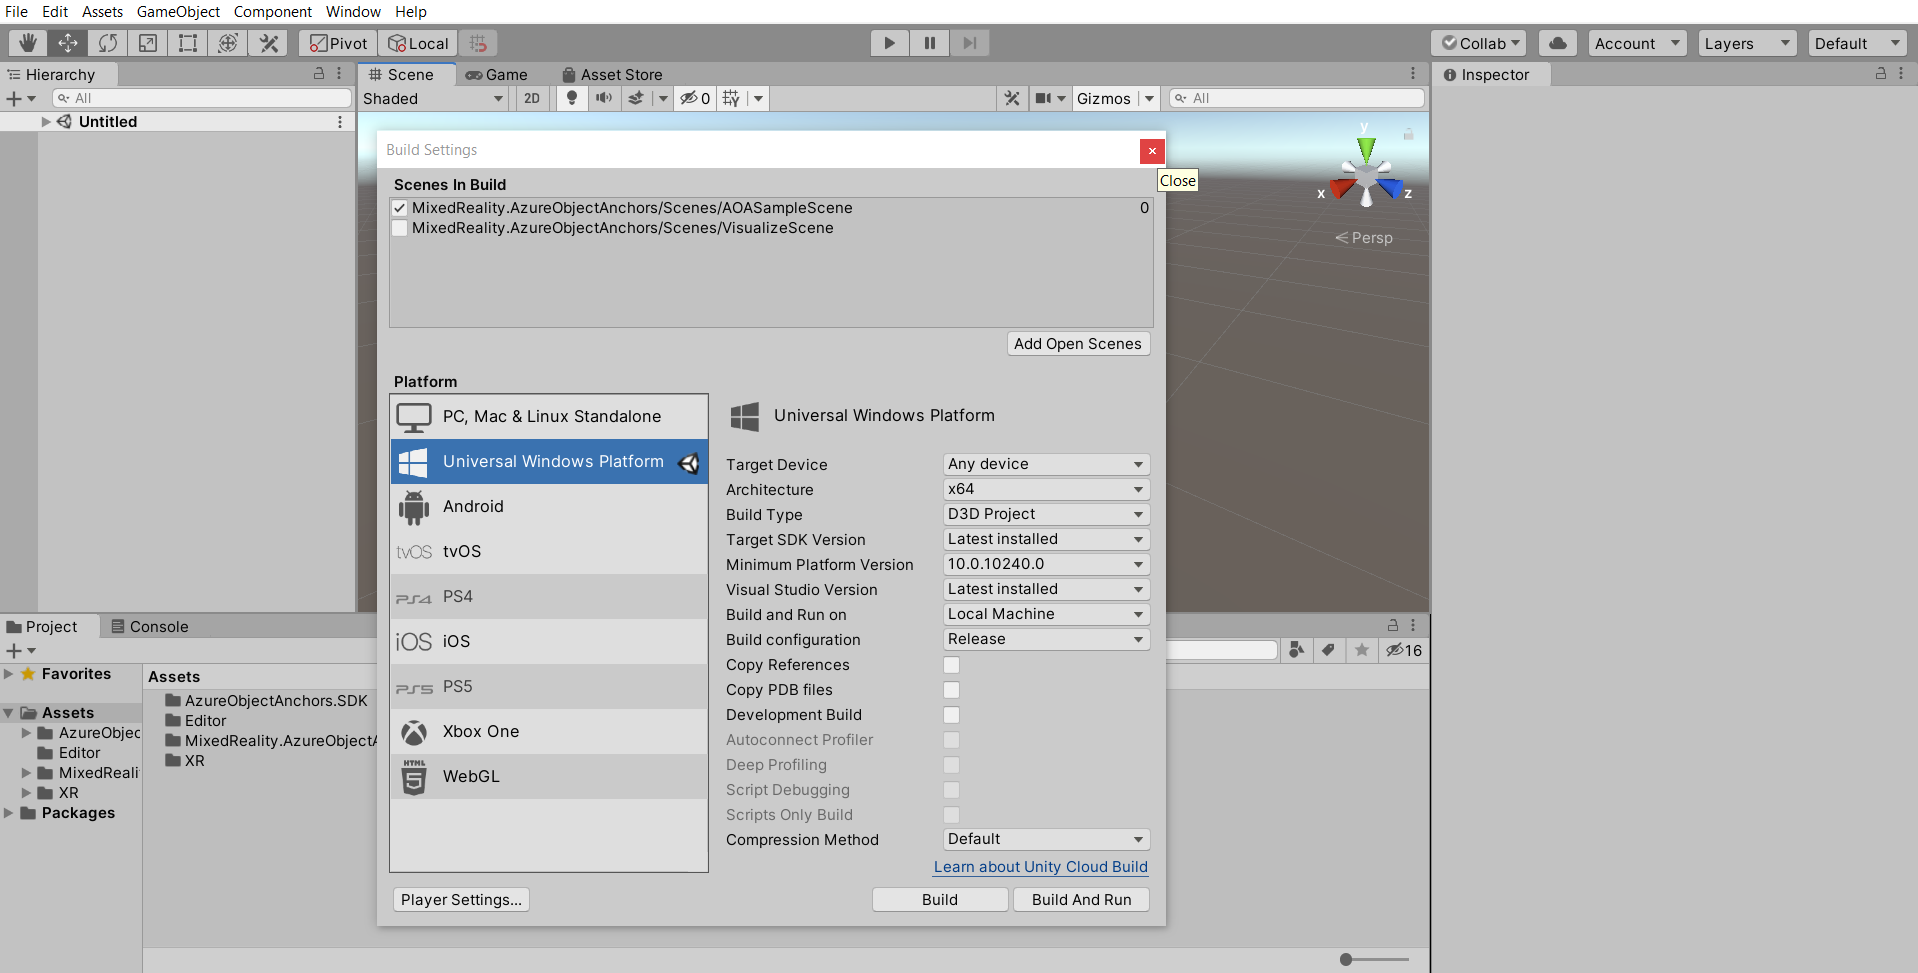 File Edit Assets GameObject Component Window Help
Pivot Local Collab Account Layers Default
Hierarchy Scene Game Asset Store Inspector
All Shaded 2D 0 Gizmos All
Untitled
y
x z
Persp
Build Settings
Close
Scenes In Build
MixedReality.AzureObjectAnchors/Scenes/AOASampleScene 0
MixedReality.AzureObjectAnchors/Scenes/VisualizeScene
Add Open Scenes
Platform
PC, Mac & Linux Standalone
Universal Windows Platform
Android
tvOS tvOS
PS4 PS4
iOS iOS
PS5 PS5
Xbox One
HTML 5 WebGL
Universal Windows Platform
Target Device Any device
Architecture x64
Build Type D3D Project
Target SDK Version Latest installed
Minimum Platform Version 10.0.10240.0
Visual Studio Version Latest installed
Build and Run on Local Machine
Build configuration Release
Copy References
Copy PDB files
Development Build
Autoconnect Profiler
Deep Profiling
Script Debugging
Scripts Only Build
Compression Method Default
Learn about Unity Cloud Build
Player Settings... Build Build And Run
Project Console
16
Favorites
Assets
AzureObjec
Editor
MixedReali
XR
Packages
Assets
AzureObjectAnchors.SDK
Editor
MixedReality.AzureObjectA
XR